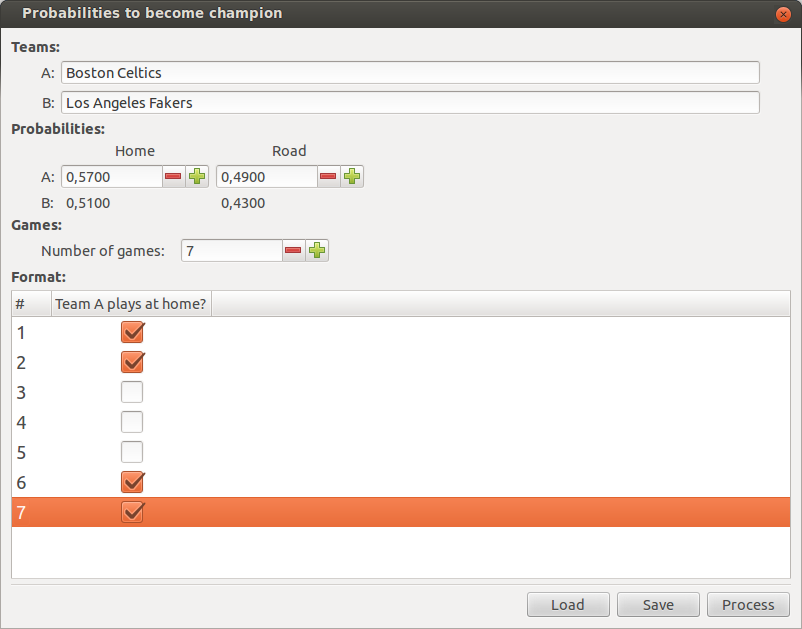 Probabilities to become champion
Teams:
A: Boston Celtics
B: Los Angeles Fakers
Probabilities:
Home Road
A: 0,5700 0,4900
B: 0,5100 0,4300
Games:
Number of games: 7
Format:
# Team A plays at home?
1
2
3
4
5
6
7
Load Save Process